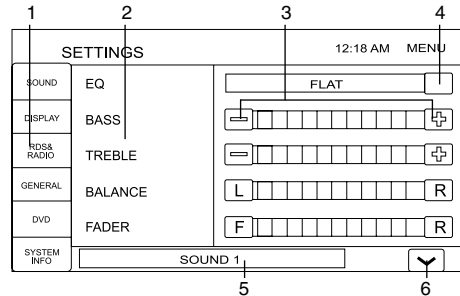 1 2 3 4
SETTINGS 12:18 AM MENU
SOUND EQ FLAT
DISPLAY BASS
RDS&
RADIO TREBLE
GENERAL BALANCE L R
DVD FADER F R
SYSTEM
INFO SOUND 1
5 6